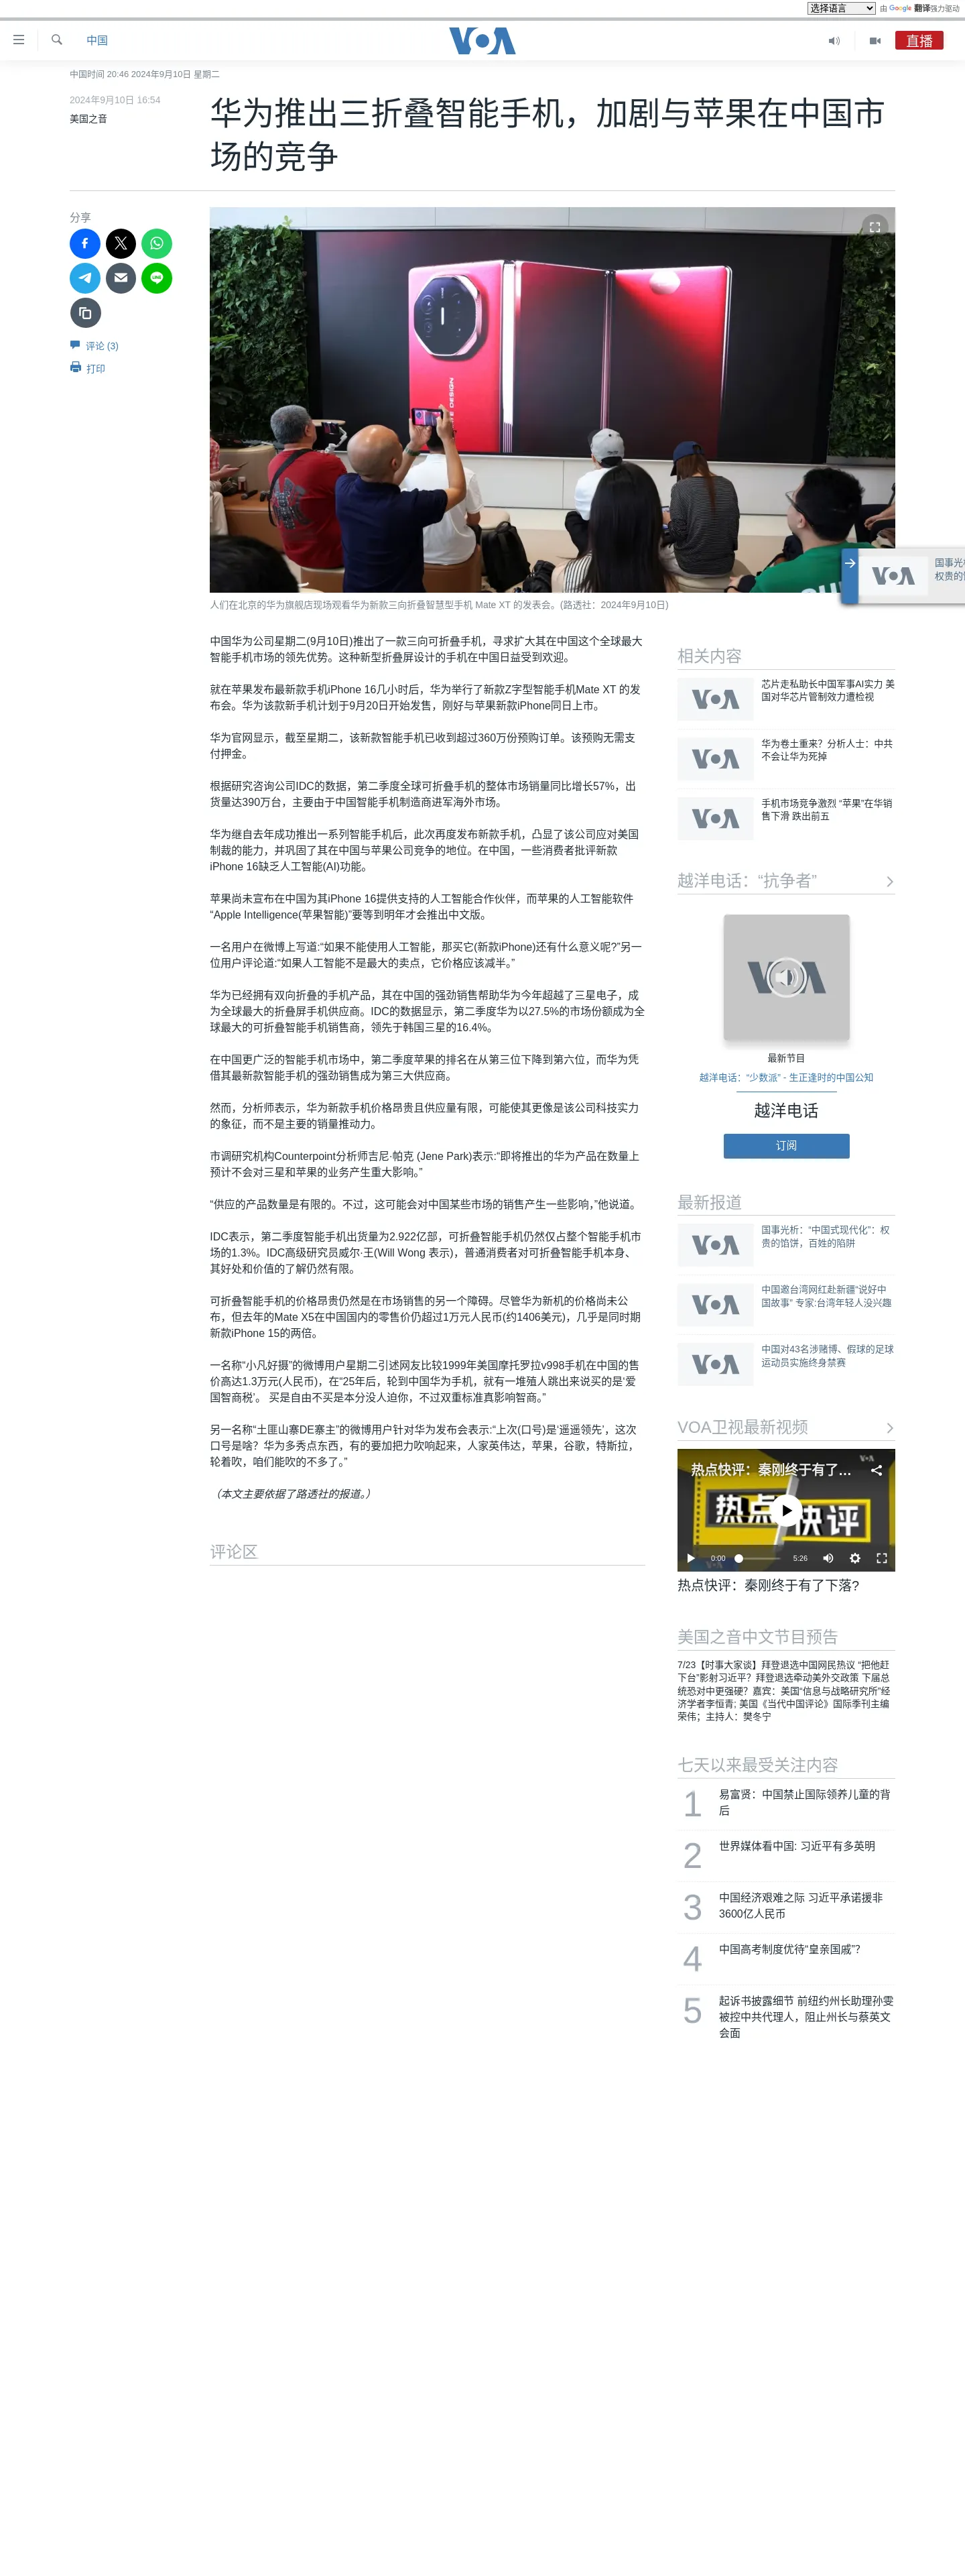 选择语言
由 Google 翻译强力驱动
中国
VOA
直播
中国时间 20:46 2024年9月10日 星期二
2024年9月10日 16:54
美国之音
华为推出三折叠智能手机，加剧与苹果在中国市
场的竞争
分享
评论 (3)
打印
人们在北京的华为旗舰店现场观看华为新款三向折叠智慧型手机 Mate XT 的发表会。(路透社：2024年9月10日)
国事光
权贵的
中国华为公司星期二(9月10日)推出了一款三向可折叠手机，寻求扩大其在中国这个全球最大
智能手机市场的领先优势。这种新型折叠屏设计的手机在中国日益受到欢迎。
就在苹果发布最新款手机iPhone 16几小时后，华为举行了新款Z字型智能手机Mate XT 的发
布会。华为该款新手机计划于9月20日开始发售，刚好与苹果新款iPhone同日上市。
华为官网显示，截至星期二，该新款智能手机已收到超过360万份预购订单。该预购无需支
付押金。
根据研究咨询公司IDC的数据，第二季度全球可折叠手机的整体市场销量同比增长57%，出
货量达390万台，主要由于中国智能手机制造商进军海外市场。
华为继自去年成功推出一系列智能手机后，此次再度发布新款手机，凸显了该公司应对美国
制裁的能力，并巩固了其在中国与苹果公司竞争的地位。在中国，一些消费者批评新款
iPhone 16缺乏人工智能(AI)功能。
苹果尚未宣布在中国为其iPhone 16提供支持的人工智能合作伙伴，而苹果的人工智能软件
“Apple Intelligence(苹果智能)”要等到明年才会推出中文版。
一名用户在微博上写道:“如果不能使用人工智能，那买它(新款iPhone)还有什么意义呢?”另一
位用户评论道:“如果人工智能不是最大的卖点，它价格应该减半。”
华为已经拥有双向折叠的手机产品，其在中国的强劲销售帮助华为今年超越了三星电子，成
为全球最大的折叠屏手机供应商。IDC的数据显示，第二季度华为以27.5%的市场份额成为全
球最大的可折叠智能手机销售商，领先于韩国三星的16.4%。
在中国更广泛的智能手机市场中，第二季度苹果的排名在从第三位下降到第六位，而华为凭
借其最新款智能手机的强劲销售成为第三大供应商。
然而，分析师表示，华为新款手机价格昂贵且供应量有限，可能使其更像是该公司科技实力
的象征，而不是主要的销量推动力。
市调研究机构Counterpoint分析师吉尼·帕克 (Jene Park)表示:“即将推出的华为产品在数量上
预计不会对三星和苹果的业务产生重大影响。”
“供应的产品数量是有限的。不过，这可能会对中国某些市场的销售产生一些影响，”他说道。
IDC表示，第二季度智能手机出货量为2.922亿部，可折叠智能手机仍然仅占整个智能手机市
场的1.3%。IDC高级研究员威尔·王(Will Wong 表示)，普通消费者对可折叠智能手机本身、
其好处和价值的了解仍然有限。
可折叠智能手机的价格昂贵仍然是在市场销售的另一个障碍。尽管华为新机的价格尚未公
布，但去年的Mate X5在中国国内的零售价仍超过1万元人民币(约1406美元)，几乎是同时期
新款iPhone 15的两倍。
一名称“小凡好摄”的微博用户星期二引述网友比较1999年美国摩托罗拉v998手机在中国的售
价高达1.3万元(人民币)，在“25年后，轮到中国华为手机，就有一堆殖人跳出来说买的是‘爱
国智商税’。 买是自由不买是本分没人迫你，不过双重标准真影响智商。”
另一名称“土匪山寨DE寨主”的微博用户针对华为发布会表示:“上次(口号)是‘遥遥领先’，这次
口号是啥？华为多秀点东西，有的要加把力吹响起来，人家英伟达，苹果，谷歌，特斯拉，
轮着吹，咱们能吹的不多了。”
（本文主要依据了路透社的报道。）
评论区
相关内容
芯片走私助长中国军事AI实力 美
国对华芯片管制效力遭检视
华为卷土重来？分析人士：中共
不会让华为死掉
手机市场竞争激烈 “苹果”在华销
售下滑 跌出前五
越洋电话：“抗争者”
最新节目
越洋电话：“少数派” - 生正逢时的中国公知
越洋电话
订阅
最新报道
国事光析：“中国式现代化”：权
贵的馅饼，百姓的陷阱
中国邀台湾网红赴新疆“说好中
国故事” 专家:台湾年轻人没兴趣
中国对43名涉赌博、假球的足球
运动员实施终身禁赛
VOA卫视最新视频
热点快评：秦刚终于有了...
热点快评
0:00
5:26
热点快评：秦刚终于有了下落?
美国之音中文节目预告
7/23【时事大家谈】拜登退选中国网民热议 “把他赶
下台”影射习近平？拜登退选牵动美外交政策 下届总
统恐对中更强硬？嘉宾：美国“信息与战略研究所”经
济学者李恒青; 美国《当代中国评论》国际季刊主编
荣伟；主持人：樊冬宁
七天以来最受关注内容
1
易富贤：中国禁止国际领养儿童的背
后
2
世界媒体看中国: 习近平有多英明
3
中国经济艰难之际 习近平承诺援非
3600亿人民币
4
中国高考制度优待“皇亲国戚”？
5
起诉书披露细节 前纽约州长助理孙雯
被控中共代理人，阻止州长与蔡英文
会面